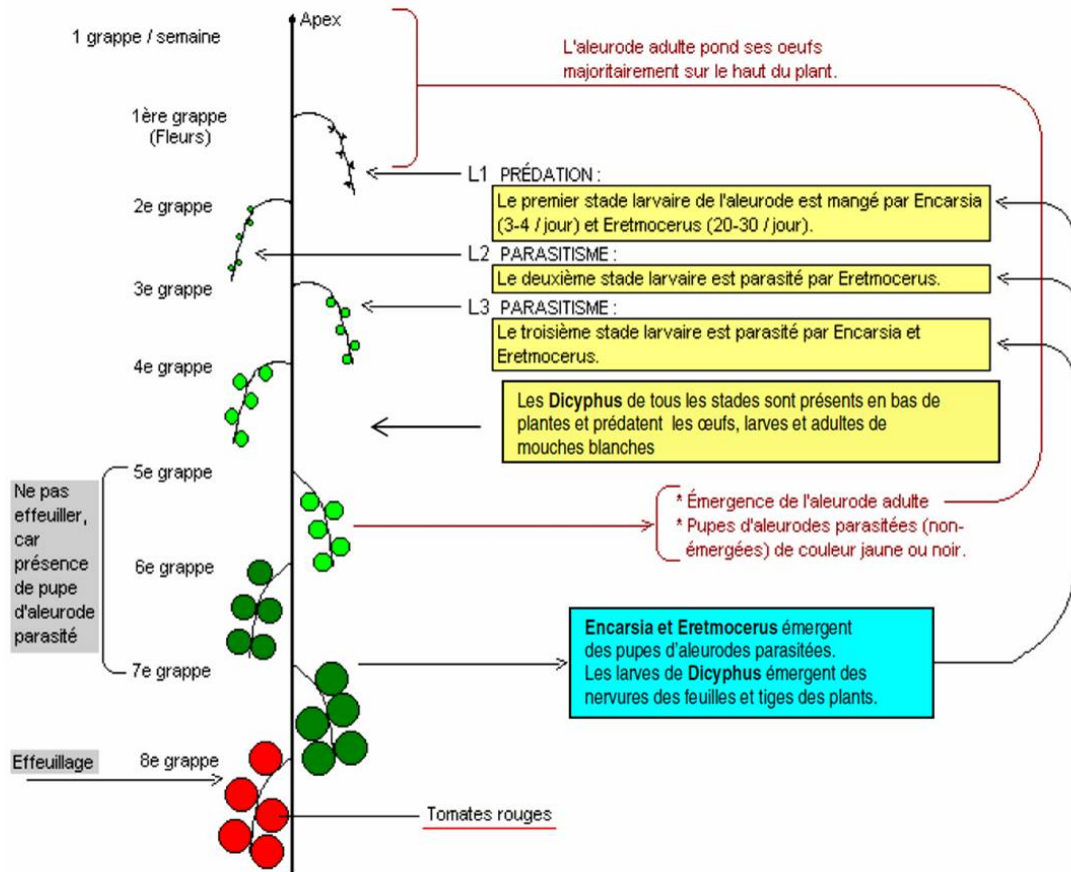 Apex
1 grappe / semaine
L'aleurode adulte pond ses oeufs
majoritairement sur le haut du plant.
1ère grappe
(Fleurs)
L1 PRÉDATION :
Le premier stade larvaire de l'aleurode est mangé par Encarsia
(3-4 / jour) et Eretmocerus (20-30 / jour).
2e grappe
L2 PARASITISME :
Le deuxième stade larvaire est parasité par Eretmocerus.
3e grappe
L3 PARASITISME :
Le troisième stade larvaire est parasité par Encarsia et
Eretmocerus.
4e grappe
Les Dicyphus de tous les stades sont présents en bas de
plantes et prédatent les œufs, larves et adultes de
mouches blanches
5e grappe
Ne pas
effeuiller,
car
présence
de pupe
d'aleurode
parasité
* Émergence de l'aleurode adulte
* Pupes d'aleurodes parasitées (non-
émergées) de couleur jaune ou noir.
6e grappe
Encarsia et Eretmocerus émergent
des pupes d'aleurodes parasitées.
Les larves de Dicyphus émergent des
nervures des feuilles et tiges des plants.
7e grappe
Effeuillage
8e grappe
Tomates rouges